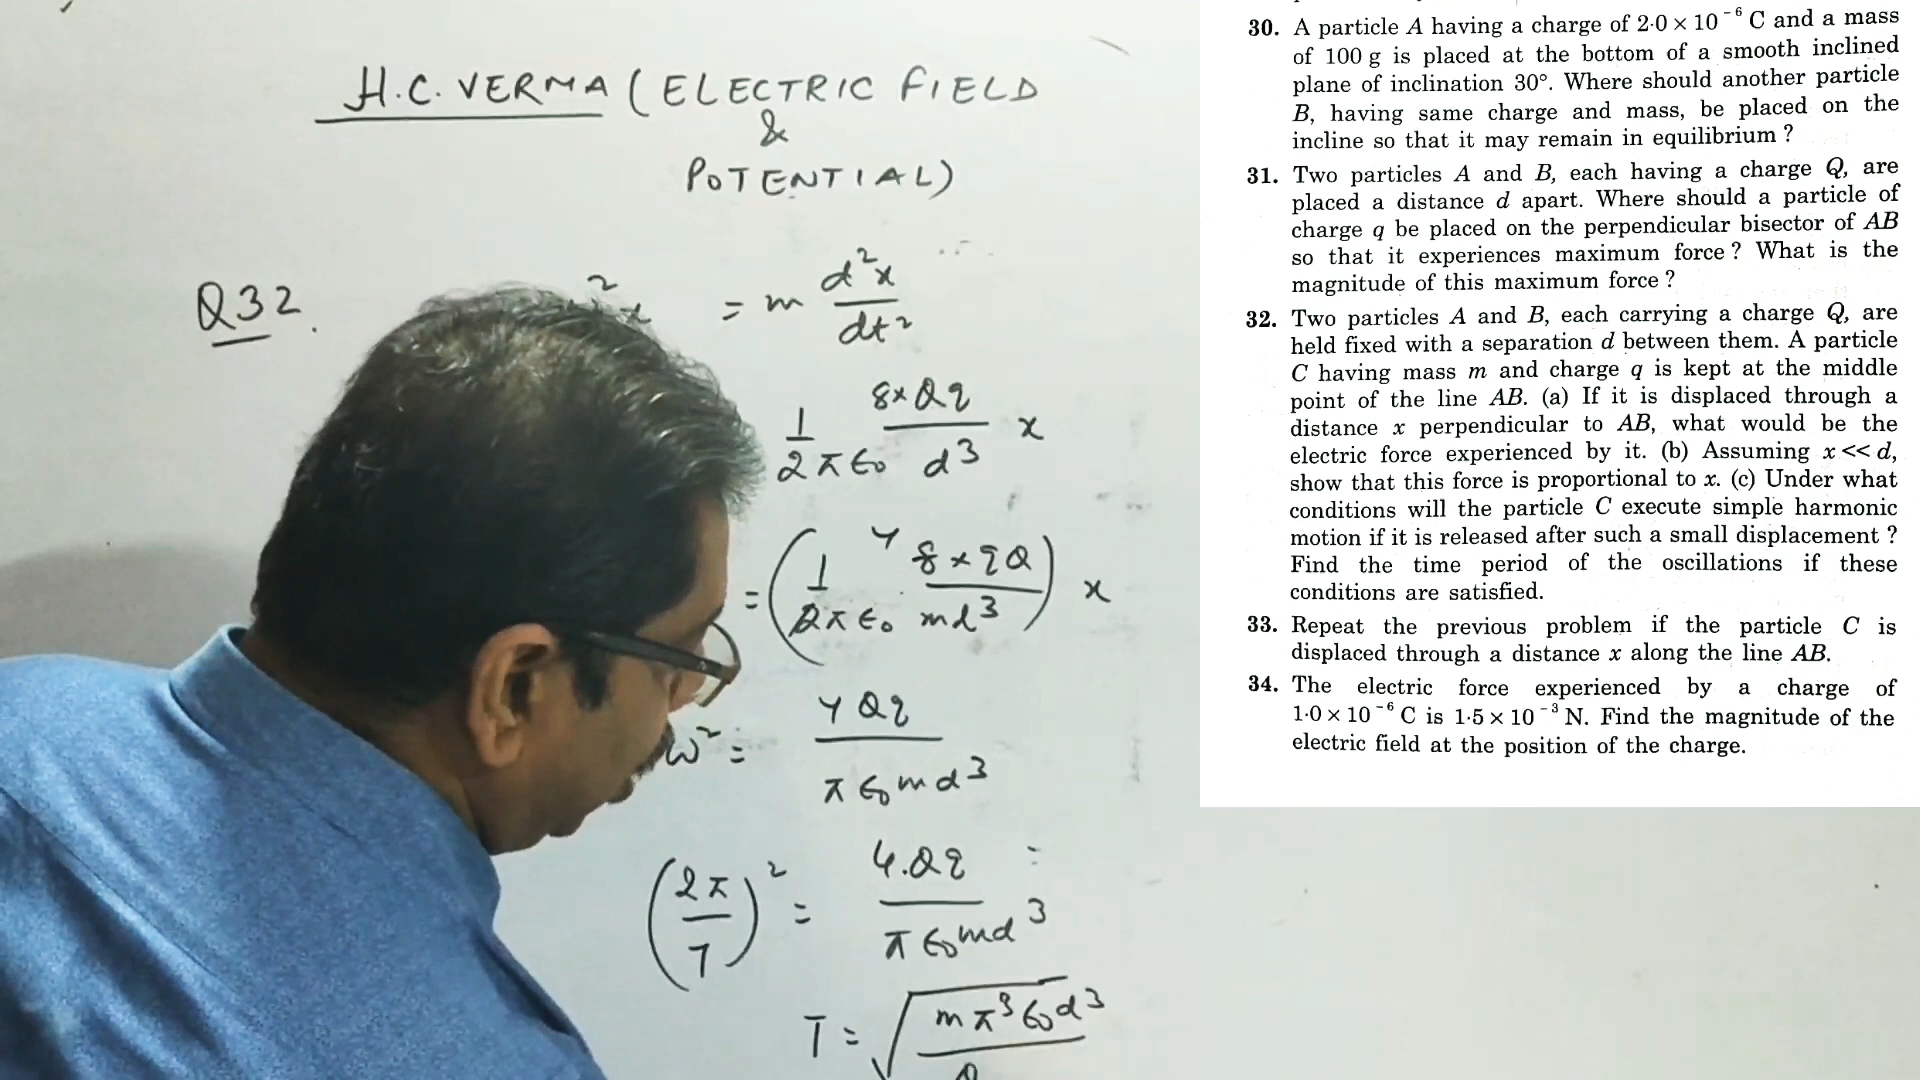 H.C. VERMA (ELECTRIC FIELD
&
POTENTIAL)
Q32.
2 x = m d²x/dt²
1/2πε₀ 8×Qq/d³ x
= (1/2πε₀ 4 8×qQ/md³) x
ω² = 4Qq/πε₀md³
(2π/T)² = 4.Qq/πε₀md³
T = √mπ³ε₀d³
30. A particle A having a charge of 2·0 × 10⁻⁶ C and a mass
of 100 g is placed at the bottom of a smooth inclined
plane of inclination 30°. Where should another particle
B, having same charge and mass, be placed on the
incline so that it may remain in equilibrium ?
31. Two particles A and B, each having a charge Q, are
placed a distance d apart. Where should a particle of
charge q be placed on the perpendicular bisector of AB
so that it experiences maximum force ? What is the
magnitude of this maximum force ?
32. Two particles A and B, each carrying a charge Q, are
held fixed with a separation d between them. A particle
C having mass m and charge q is kept at the middle
point of the line AB. (a) If it is displaced through a
distance x perpendicular to AB, what would be the
electric force experienced by it. (b) Assuming x << d,
show that this force is proportional to x. (c) Under what
conditions will the particle C execute simple harmonic
motion if it is released after such a small displacement ?
Find the time period of the oscillations if these
conditions are satisfied.
33. Repeat the previous problem if the particle C is
displaced through a distance x along the line AB.
34. The electric force experienced by a charge of
1·0 × 10⁻⁶ C is 1·5 × 10⁻³ N. Find the magnitude of the
electric field at the position of the charge.